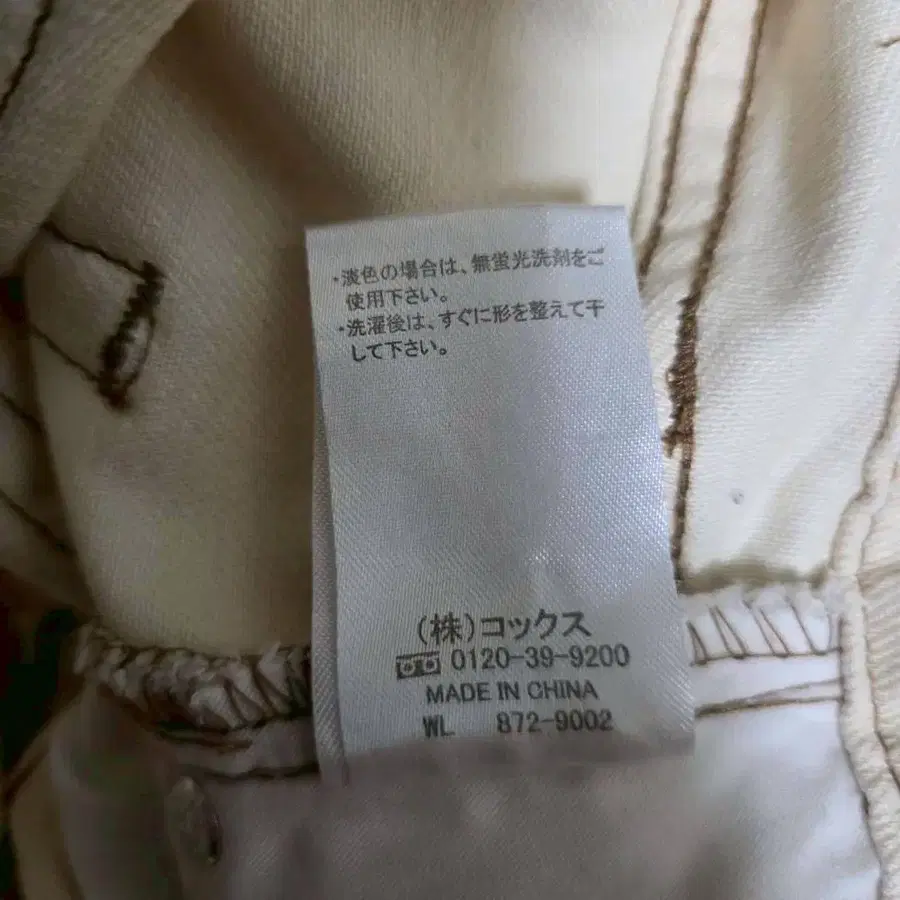 ・淡色の場合は、無蛍光洗剤をご
使用下さい。
・洗濯後は、すぐに形を整えて干
して下さい。
(株)コックス
0120-39-9200
MADE IN CHINA
WL 872-9002